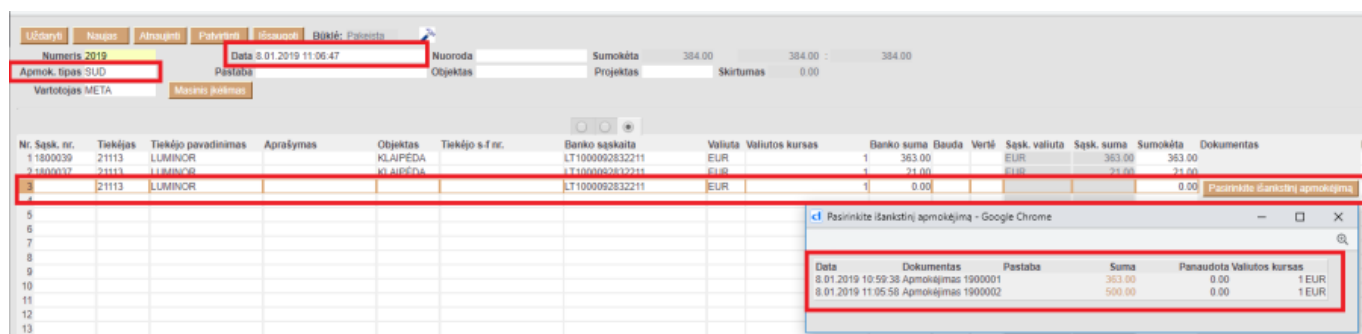 Uždaryti Naujas Atnaujinti Patvirtinti Išsaugoti Būklė: Pakeista
Numeris 2019 Data 8.01.2019 11:06:47 Nuoroda Sumokėta 384.00 384.00 : 384.00
Apmok. tipas SUD Pastaba Objektas Projektas Skirtumas 0.00
Vartotojas META Masinis įkėlimas
Nr. Sąsk. nr. Tiekėjas Tiekėjo pavadinimas Aprašymas Objektas Tiekėjo s-f nr. Banko sąskaita Valiuta Valiutos kursas Banko suma Bauda Vertė Sąsk. valiuta Sąsk. suma Sumokėta Dokumentas
1 1800039 21113 LUMINOR KLAIPĖDA LT1000092832211 EUR 1 363.00 EUR 363.00 363.00
2 1800037 21113 LUMINOR KLAIPĖDA LT1000092832211 EUR 1 21.00 EUR 21.00 21.00
3 21113 LUMINOR LT1000092832211 EUR 1 0.00 0.00 Pasirinkite išankstinį apmokėjimą
4
5
6
7
8
9
10
11
12
13
Pasirinkite išankstinį apmokėjimą - Google Chrome
Data Dokumentas Pastaba Suma Panaudota Valiutos kursas
8.01.2019 10:59:38 Apmokėjimas 1900001 363.00 0.00 1 EUR
8.01.2019 11:05:58 Apmokėjimas 1900002 500.00 0.00 1 EUR